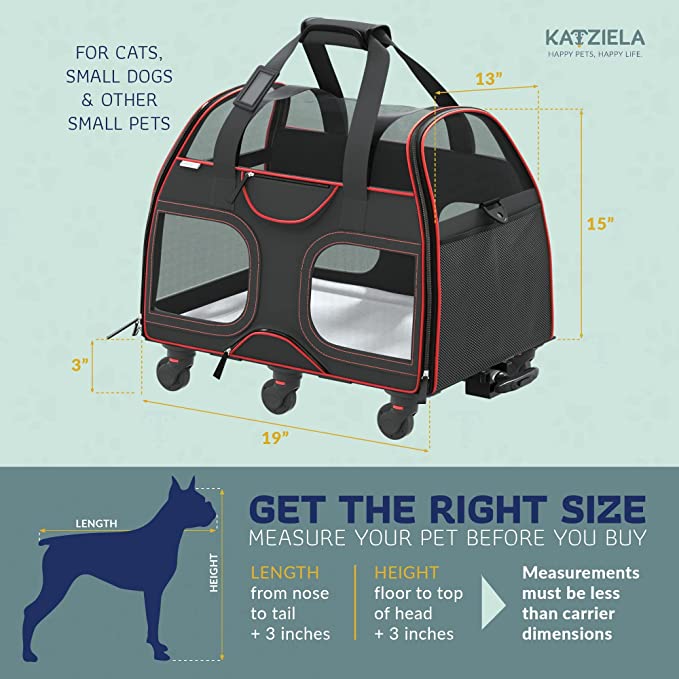 FOR CATS,
SMALL DOGS
& OTHER
SMALL PETS
KATZIELA
HAPPY PETS, HAPPY LIFE.
13”
15”
3”
19”
LENGTH
HEIGHT
GET THE RIGHT SIZE
MEASURE YOUR PET BEFORE YOU BUY
LENGTH
from nose
to tail
+ 3 inches
HEIGHT
floor to top
of head
+ 3 inches
Measurements
must be less
than carrier
dimensions